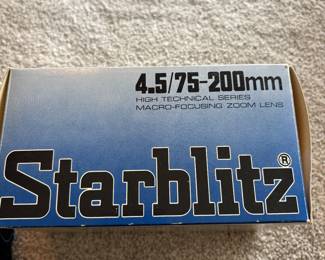 4.5/75-200mm
HIGH TECHNICAL SERIES
MACRO-FOCUSING ZOOM LENS
Starblitz®